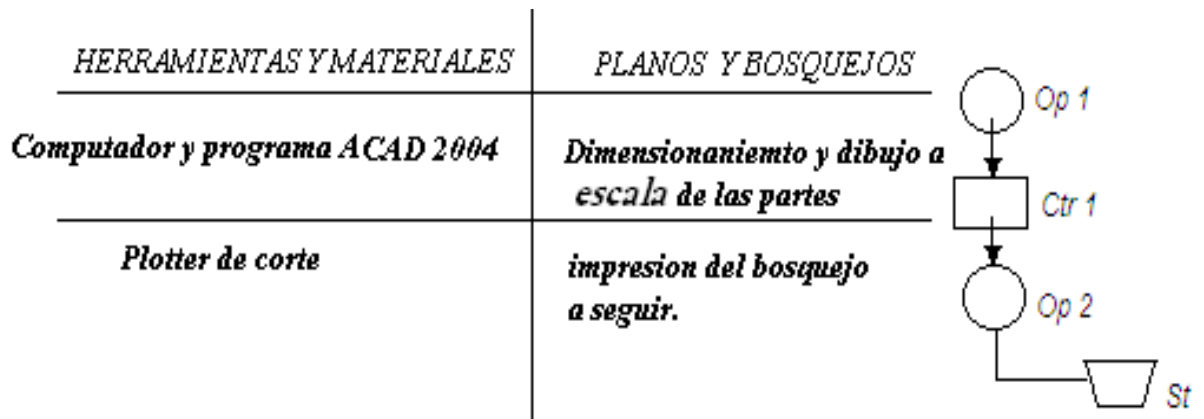 HERRAMIENTAS Y MATERIALES
PLANOS Y BOSQUEJOS
Op 1
Computador y programa ACAD 2004
Dimensionaniemto y dibujo a
escala de las partes
Ctr 1
Plotter de corte
impresion del bosquejo
a seguir.
Op 2
St